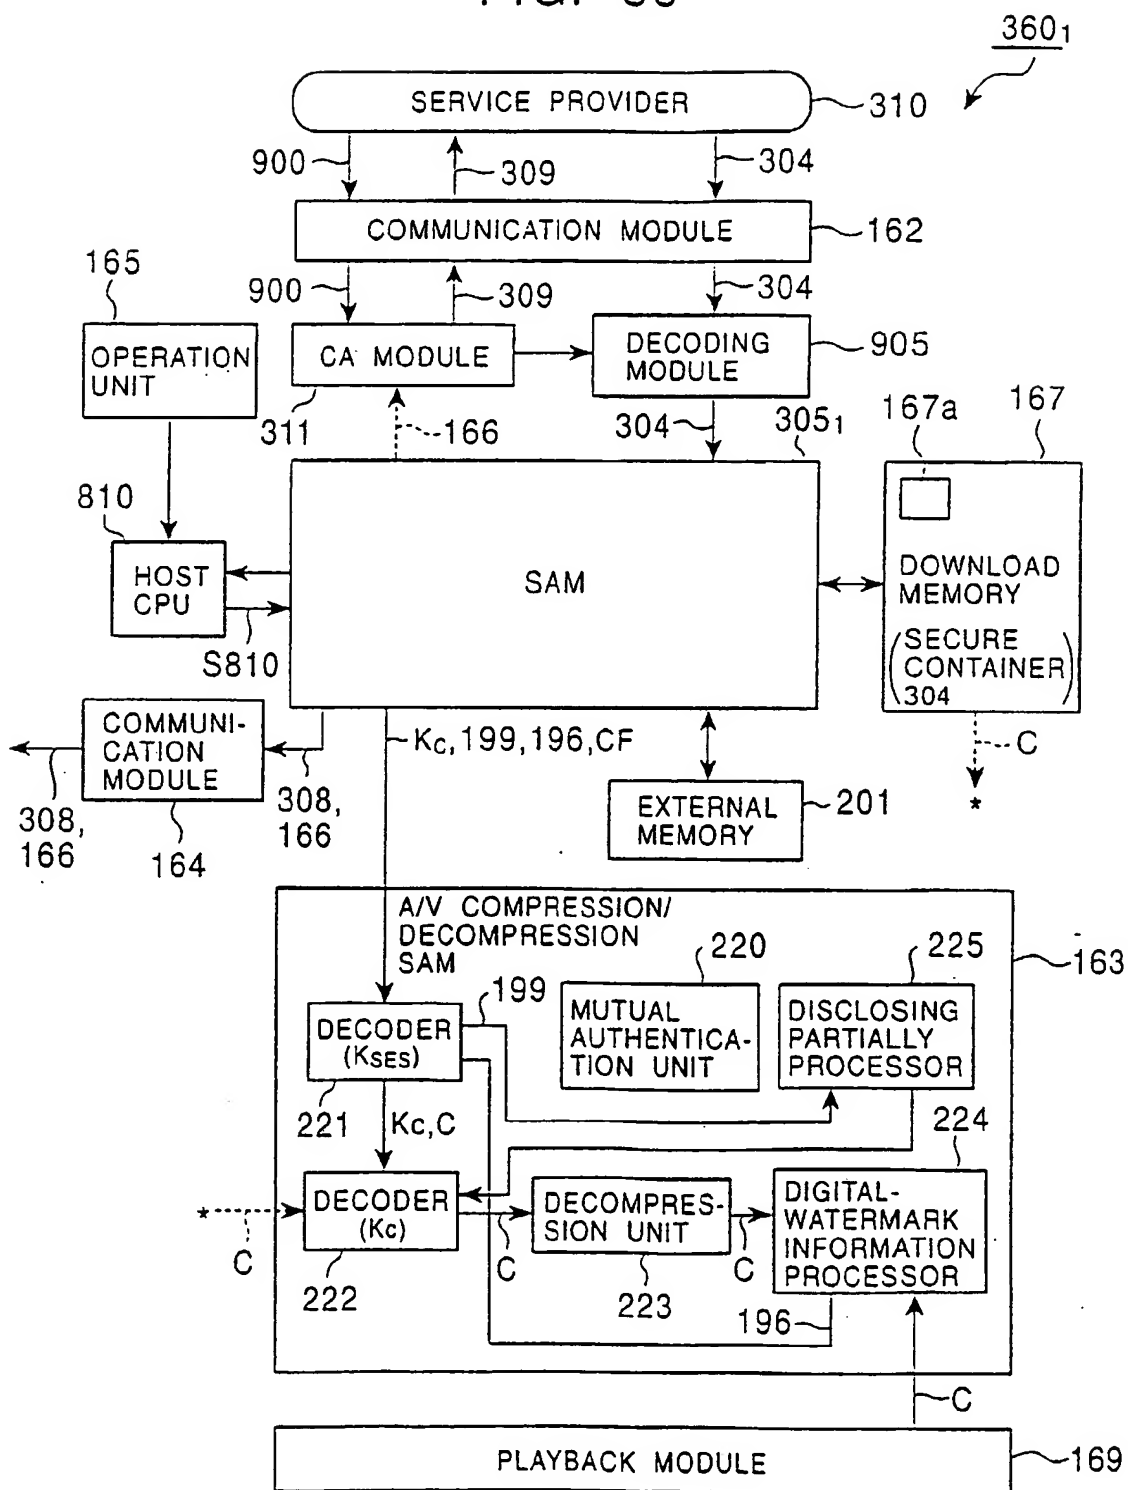 360₁
SERVICE PROVIDER
310
900
309
304
COMMUNICATION MODULE
162
165
900
309
304
OPERATION
UNIT
CA MODULE
DECODING
MODULE
905
311
166
304
305₁
167a
167
810
HOST
CPU
SAM
DOWNLOAD
MEMORY
(SECURE
CONTAINER)
304
S810
COMMUNI-
CATION
MODULE
Kc, 199, 196, CF
C
*
308,
166
308,
166
164
EXTERNAL
MEMORY
201
A/V COMPRESSION/
DECOMPRESSION
SAM
220
225
163
199
DECODER
(KSES)
MUTUAL
AUTHENTICA-
TION UNIT
DISCLOSING
PARTIALLY
PROCESSOR
221
Kc, C
224
*
C
DECODER
(Kc)
222
C
DECOMPRES-
SION UNIT
223
C
DIGITAL-
WATERMARK
INFORMATION
PROCESSOR
196
C
PLAYBACK MODULE
169